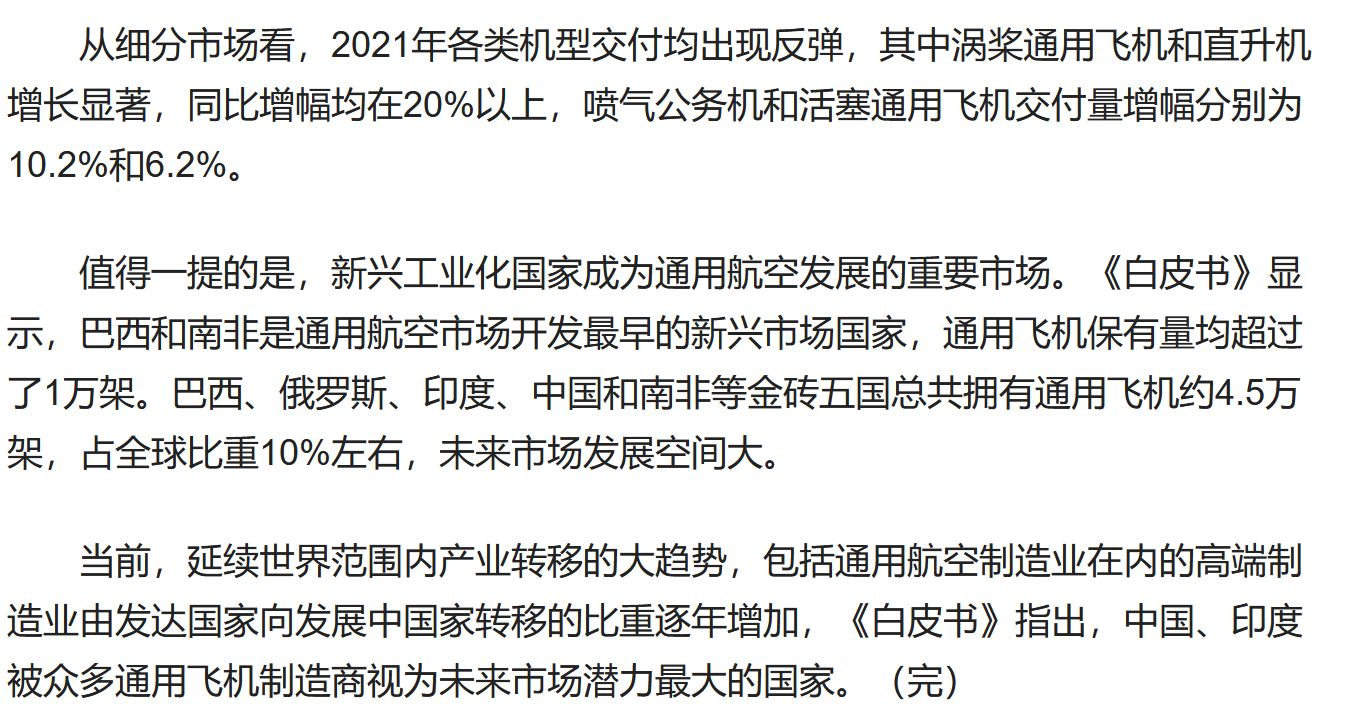 从细分市场看，2021年各类机型交付均出现反弹，其中涡桨通用飞机和直升机
增长显著，同比增幅均在20%以上，喷气公务机和活塞通用飞机交付量增幅分别为
10.2%和6.2%。
值得一提的是，新兴工业化国家成为通用航空发展的重要市场。《白皮书》显
示，巴西和南非是通用航空市场开发最早的新兴市场国家，通用飞机保有量均超过
了1万架。巴西、俄罗斯、印度、中国和南非等金砖五国总共拥有通用飞机约4.5万
架，占全球比重10%左右，未来市场发展空间大。
当前，延续世界范围内产业转移的大趋势，包括通用航空制造业在内的高端制
造业由发达国家向发展中国家转移的比重逐年增加，《白皮书》指出，中国、印度
被众多通用飞机制造商视为未来市场潜力最大的国家。（完）